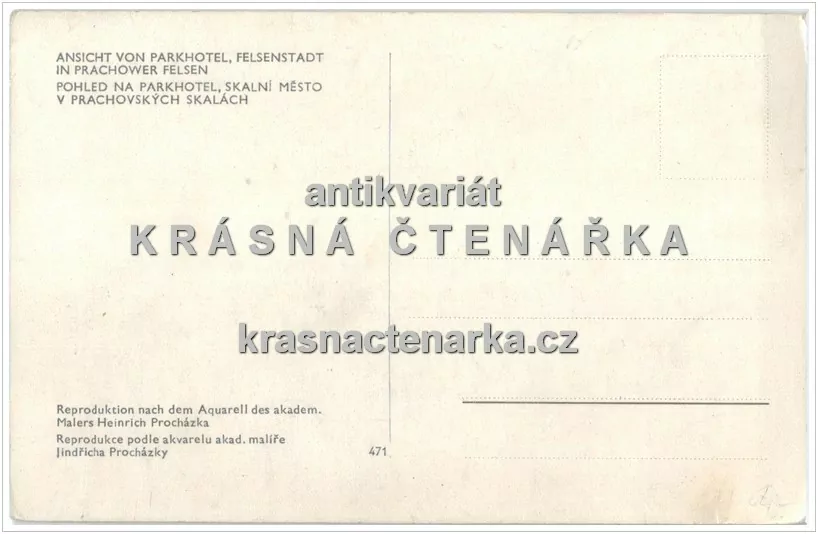 ANSICHT VON PARKHOTEL, FELSENSTADT
IN PRACHOWER FELSEN
POHLED NA PARKHOTEL, SKALNÍ MĚSTO
V PRACHOVSKÝCH SKALÁCH
antikvariát
KRÁSNÁ ČTENÁŘKA
krasnactenarka.cz
Reproduktion nach dem Aquarell des akadem.
Malers Heinrich Procházka
Reprodukce podle akvarelu akad. malíře
Jindřicha Procházky
471